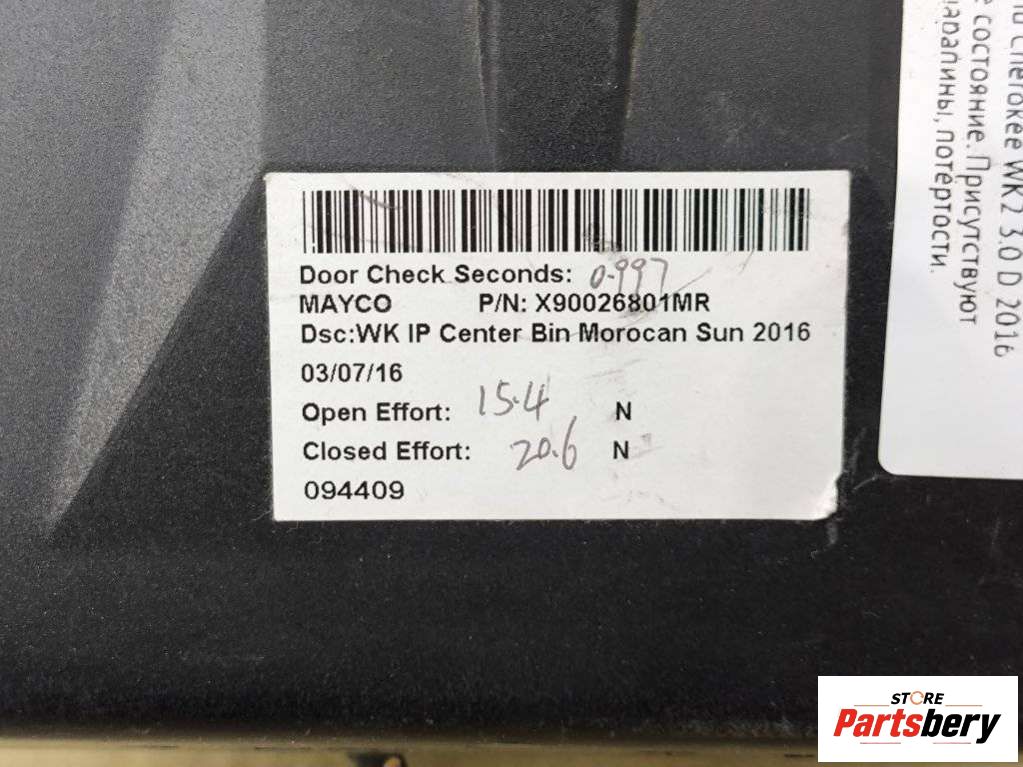 Door Check Seconds: 0.997
MAYCO P/N: X90026801MR
Dsc:WK IP Center Bin Morocan Sun 2016
03/07/16
Open Effort: 15.4 N
Closed Effort: 20.6 N
094409
Cherokee WK2 3.0 D 2016
состояние. Присутствуют
потёртости.
STORE
Partsbery